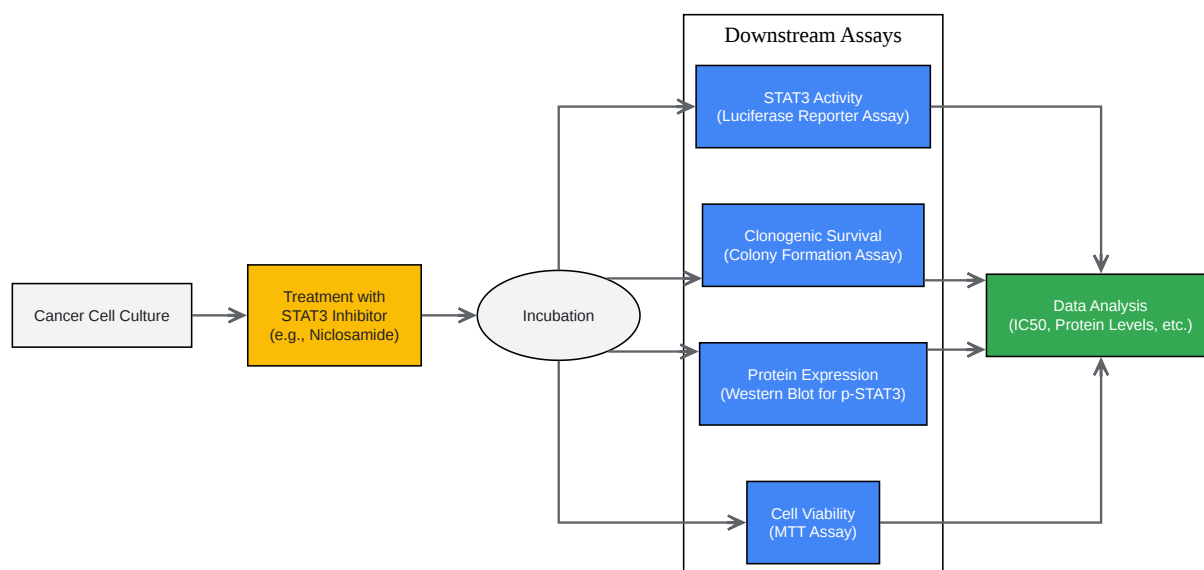 Downstream Assays
STAT3 Activity
(Luciferase Reporter Assay)
Clonogenic Survival
(Colony Formation Assay)
Cancer Cell Culture
Treatment with
STAT3 Inhibitor
(e.g., Niclosamide)
Incubation
Data Analysis
(IC50, Protein Levels, etc.)
Protein Expression
(Western Blot for p-STAT3)
Cell Viability
(MTT Assay)